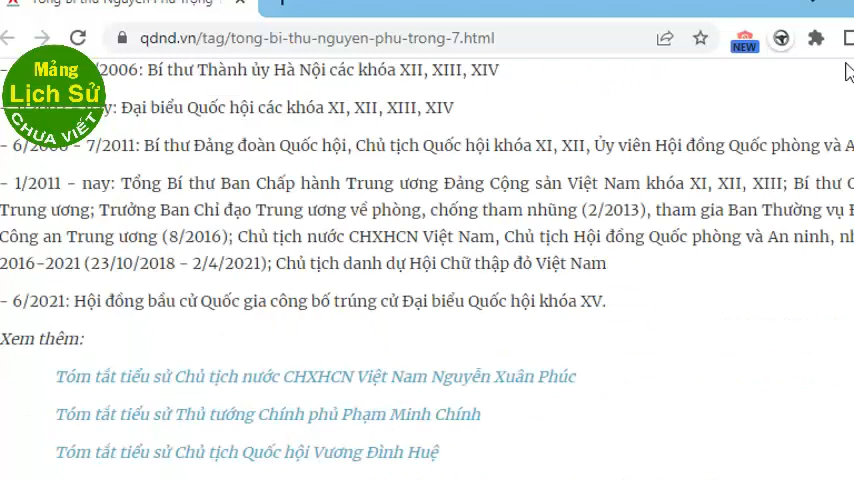 Tổng Bí thư Nguyễn Phú Trọng
qdnd.vn/tag/tong-bi-thu-nguyen-phu-trong-7.html
NEW
Mảng
Lịch Sử
CHƯA VIẾT
/2006: Bí thư Thành ủy Hà Nội các khóa XII, XIII, XIV
nay: Đại biểu Quốc hội các khóa XI, XII, XIII, XIV
- 6/2006 - 7/2011: Bí thư Đảng đoàn Quốc hội, Chủ tịch Quốc hội khóa XI, XII, Ủy viên Hội đồng Quốc phòng và A
- 1/2011 - nay: Tổng Bí thư Ban Chấp hành Trung ương Đảng Cộng sản Việt Nam khóa XI, XII, XIII; Bí thư
Trung ương; Trưởng Ban Chỉ đạo Trung ương về phòng, chống tham nhũng (2/2013), tham gia Ban Thường vụ
Công an Trung ương (8/2016); Chủ tịch nước CHXHCN Việt Nam, Chủ tịch Hội đồng Quốc phòng và An ninh,
2016-2021 (23/10/2018 - 2/4/2021); Chủ tịch danh dự Hội Chữ thập đỏ Việt Nam
- 6/2021: Hội đồng bầu cử Quốc gia công bố trúng cử Đại biểu Quốc hội khóa XV.
Xem thêm:
Tóm tắt tiểu sử Chủ tịch nước CHXHCN Việt Nam Nguyễn Xuân Phúc
Tóm tắt tiểu sử Thủ tướng Chính phủ Phạm Minh Chính
Tóm tắt tiểu sử Chủ tịch Quốc hội Vương Đình Huệ